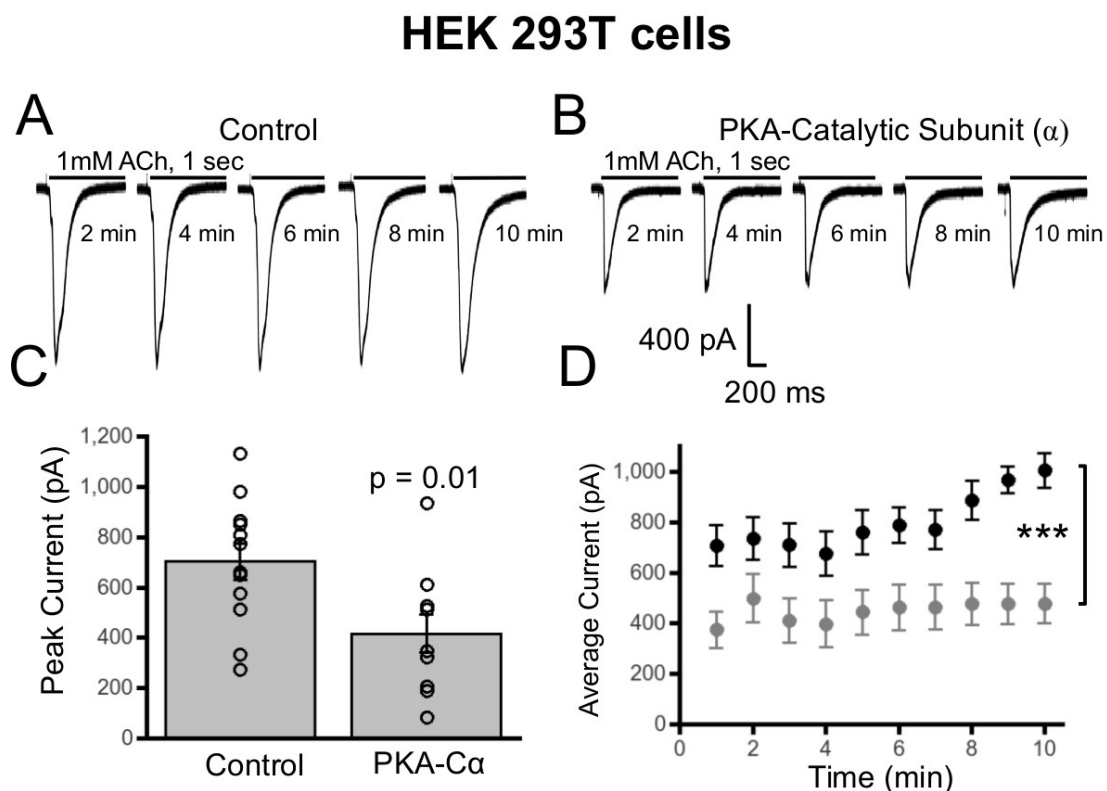 HEK 293T cells
A
Control
1mM ACh, 1 sec
2 min
4 min
6 min
8 min
10 min
B
PKA-Catalytic Subunit (α)
1mM ACh, 1 sec
2 min
4 min
6 min
8 min
10 min
400 pA
200 ms
C
Peak Current (pA)
1,200
1,000
800
600
400
200
0
p = 0.01
Control
PKA-Cα
D
Average Current (pA)
1,000
800
600
400
200
0
***
0
2
4
6
8
10
Time (min)